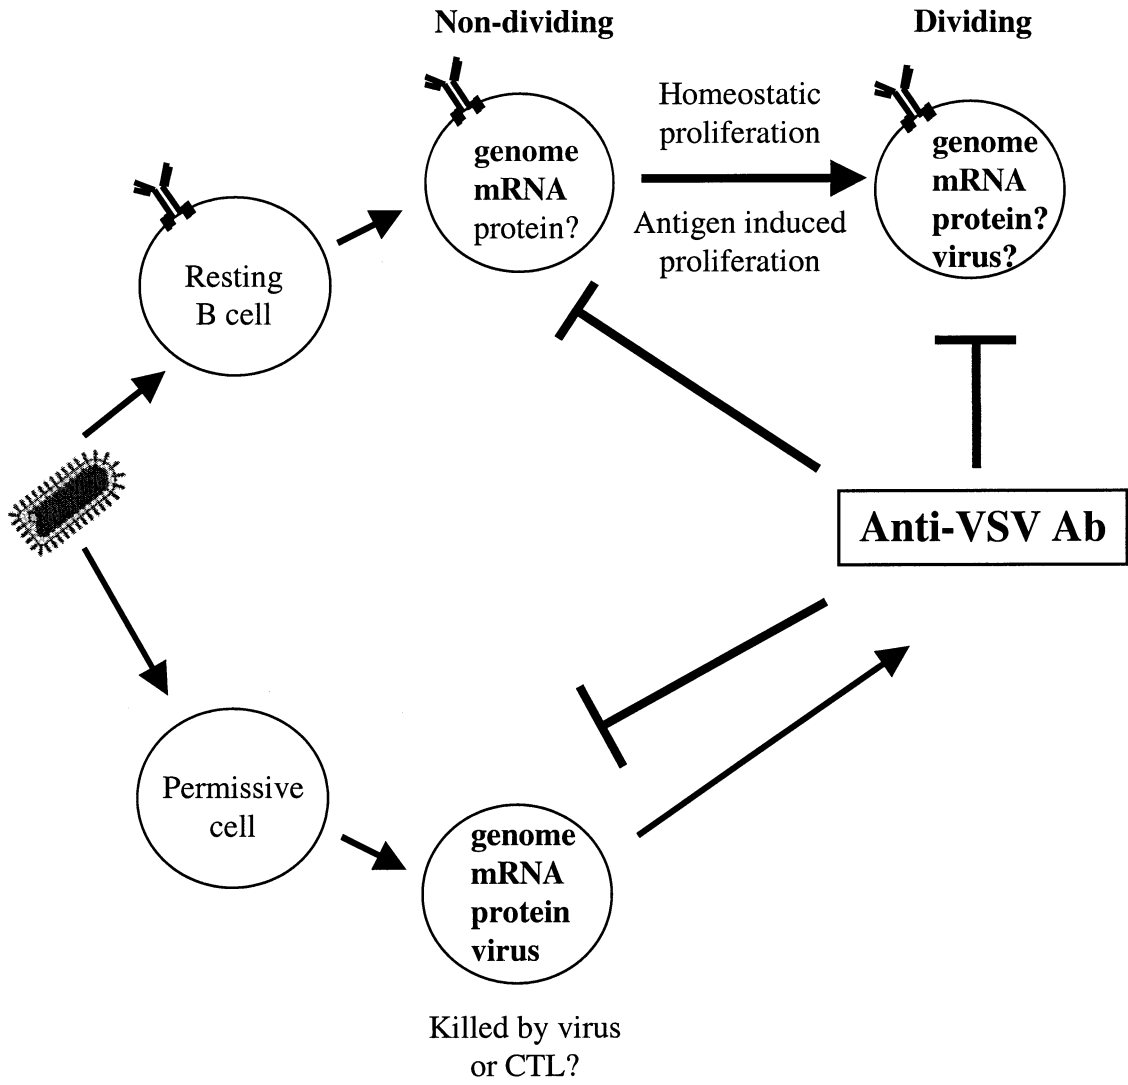 Non-dividing
Dividing
genome
mRNA
protein?
Homeostatic
proliferation
Antigen induced
proliferation
genome
mRNA
protein?
virus?
Resting
B cell
Anti-VSV Ab
Permissive
cell
genome
mRNA
protein
virus
Killed by virus
or CTL?